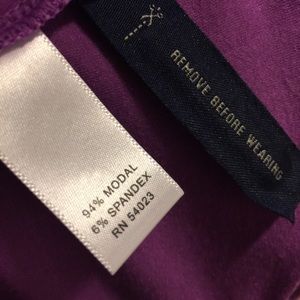 94% MODAL
6% SPANDEX
RN 54023
REMOVE BEFORE WEARING